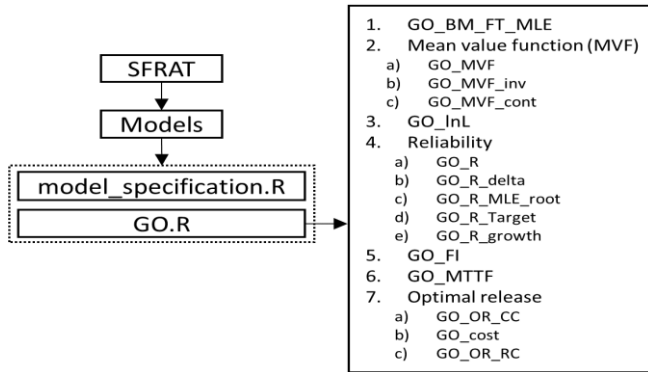 SFRAT
Models
model_specification.R
GO.R
1. GO_BM_FT_MLE
2. Mean value function (MVF)
a) GO_MVF
b) GO_MVF_inv
c) GO_MVF_cont
3. GO_lnL
4. Reliability
a) GO_R
b) GO_R_delta
c) GO_R_MLE_root
d) GO_R_Target
e) GO_R_growth
5. GO_FI
6. GO_MTTF
7. Optimal release
a) GO_OR_CC
b) GO_cost
c) GO_OR_RC